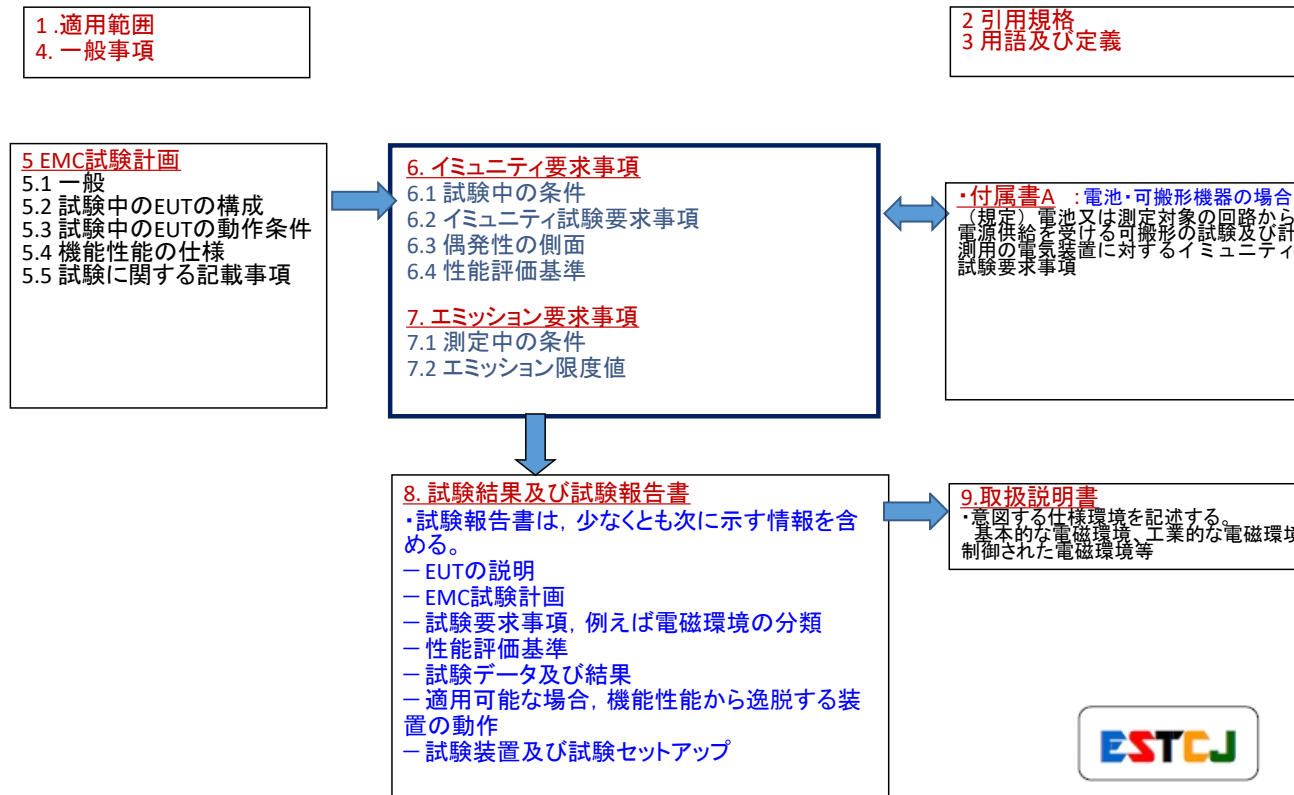 1 .適用範囲
4. 一般事項
2 引用規格
3 用語及び定義
5 EMC試験計画
5.1 一般
5.2 試験中のEUTの構成
5.3 試験中のEUTの動作条件
5.4 機能性能の仕様
5.5 試験に関する記載事項
6. イミュニティ要求事項
6.1 試験中の条件
6.2 イミュニティ試験要求事項
6.3 偶発性の側面
6.4 性能評価基準
7. エミッション要求事項
7.1 測定中の条件
7.2 エミッション限度値
・付属書A :電池・可搬形機器の場合
（規定）電池又は測定対象の回路から
電源供給を受ける可搬形の試験及び計
測用の電気装置に対するイミュニティ
試験要求事項
8. 試験結果及び試験報告書
・試験報告書は，少なくとも次に示す情報を含
める。
－ EUTの説明
－ EMC試験計画
－ 試験要求事項，例えば電磁環境の分類
－ 性能評価基準
－ 試験データ及び結果
－ 適用可能な場合，機能性能から逸脱する装
置の動作
－ 試験装置及び試験セットアップ
9.取扱説明書
・意図する仕様環境を記述する。
基本的な電磁環境、工業的な電磁環境
制御された電磁環境等
ESTCJ